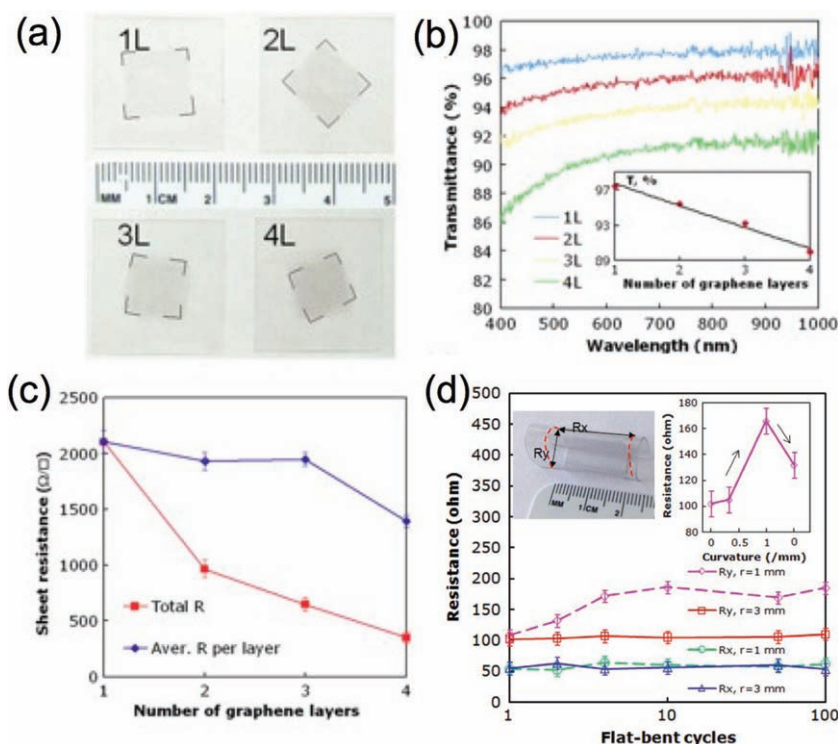 (a)
1L
2L
MM 1 CM 2 3 4 5
3L
4L
(b)
Transmittance (%)
100
98
96
94
92
90
88
86
84
82
80
T, %
97
93
89
1 2 3 4
Number of graphene layers
1L
2L
3L
4L
400 500 600 700 800 900 1000
Wavelength (nm)
(c)
Sheet resistance (Ω/□)
2500
2000
1500
1000
500
0
Total R
Aver. R per layer
1 2 3 4
Number of graphene layers
(d)
Resistance (ohm)
500
450
400
350
300
250
200
150
100
50
0
Rx
Ry
MM 1 CM 2
Resistance (ohm)
180
160
140
120
100
80
0 0.5 1 0
Curvature (/mm)
Ry, r=1 mm
Ry, r=3 mm
Rx, r=1 mm
Rx, r=3 mm
1 10 100
Flat-bent cycles